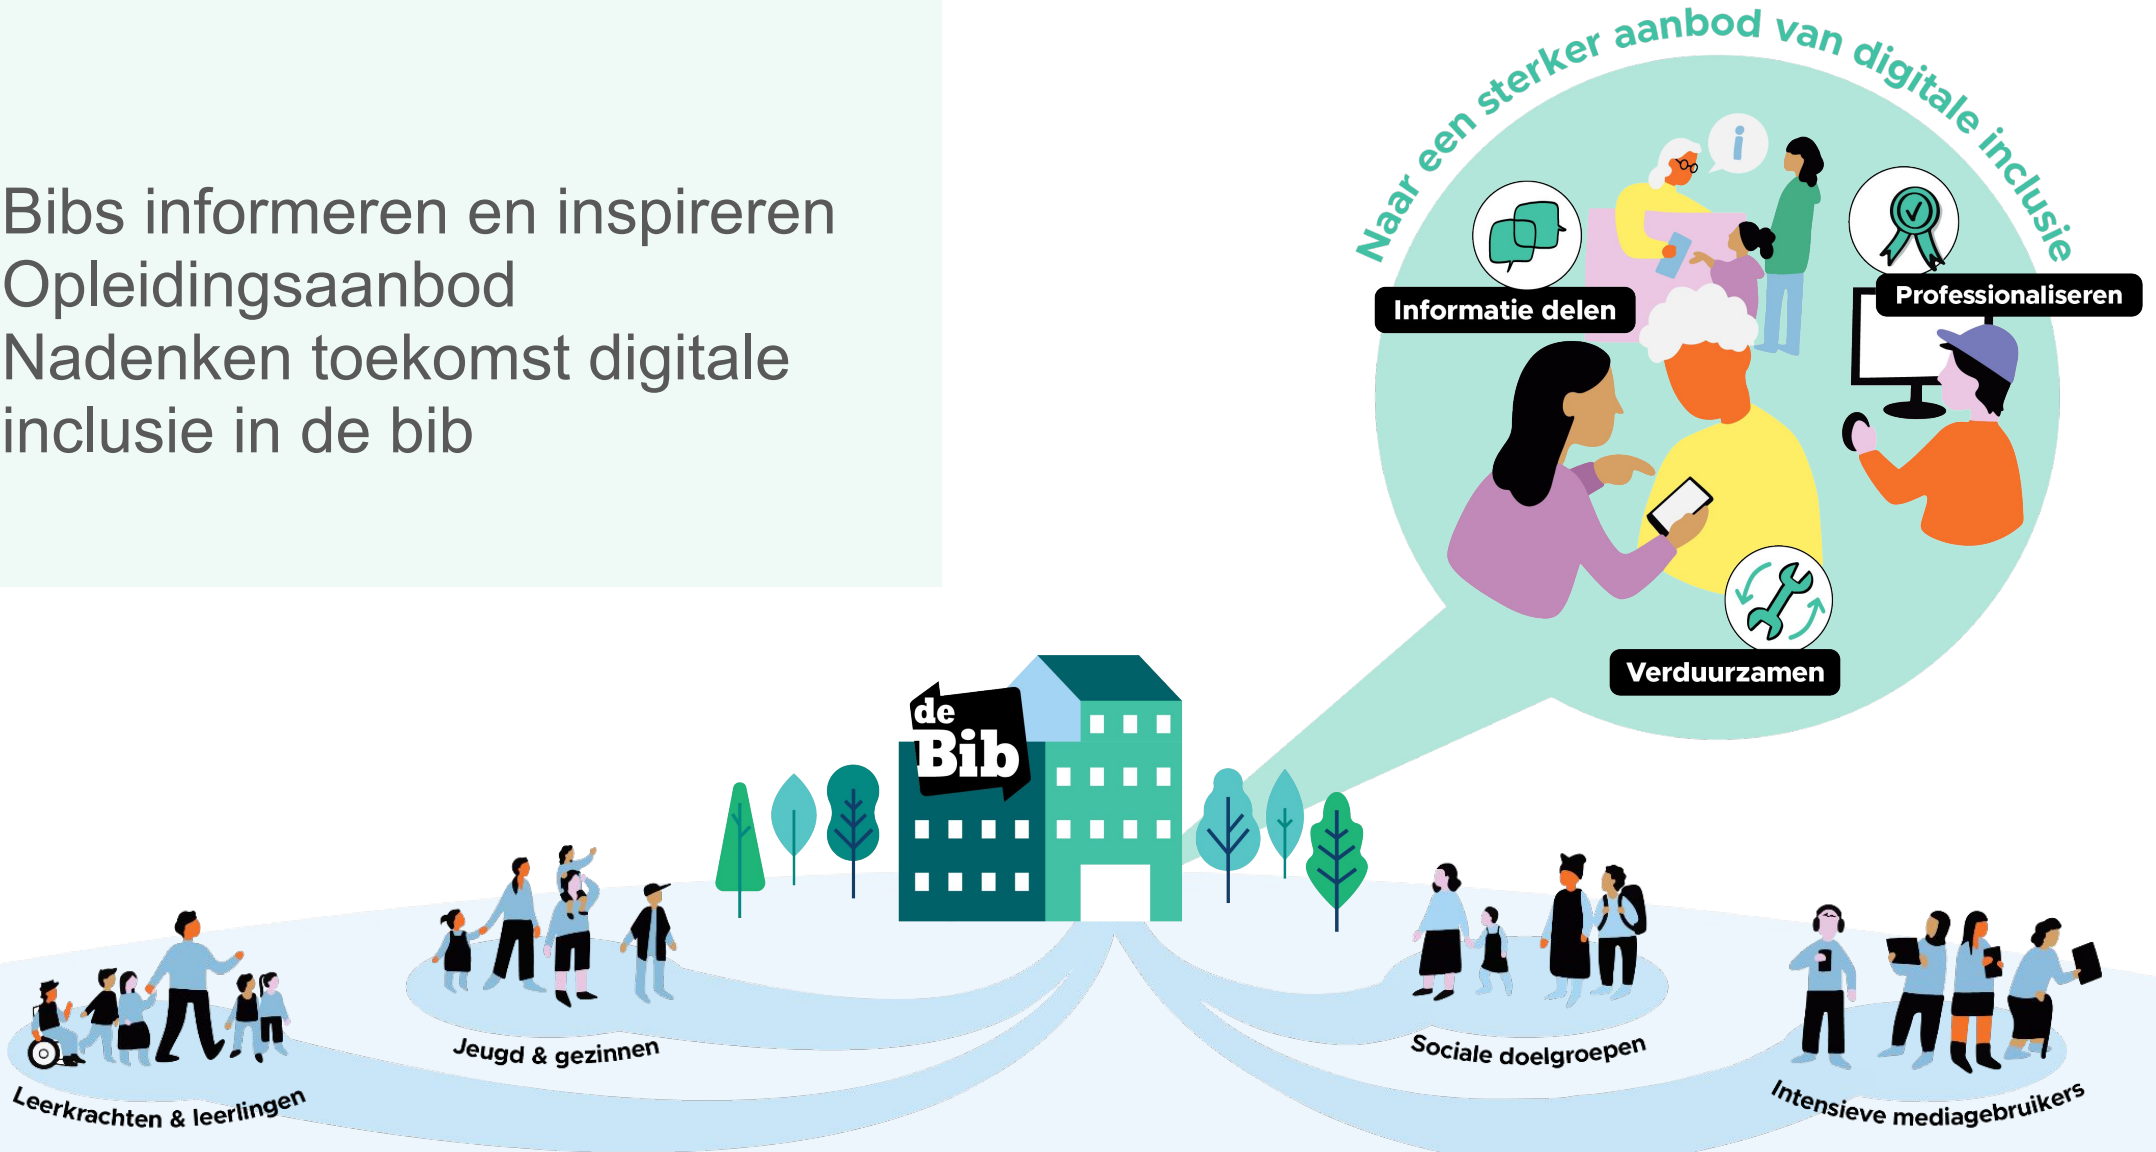 Bibs informeren en inspireren
Opleidingsaanbod
Nadenken toekomst digitale
inclusie in de bib
Naar een sterker aanbod van digitale inclusie
i
Informatie delen
Professionaliseren
Verduurzamen
de
Bib
Jeugd & gezinnen
Leerkrachten & leerlingen
Sociale doelgroepen
Intensieve mediagebruikers